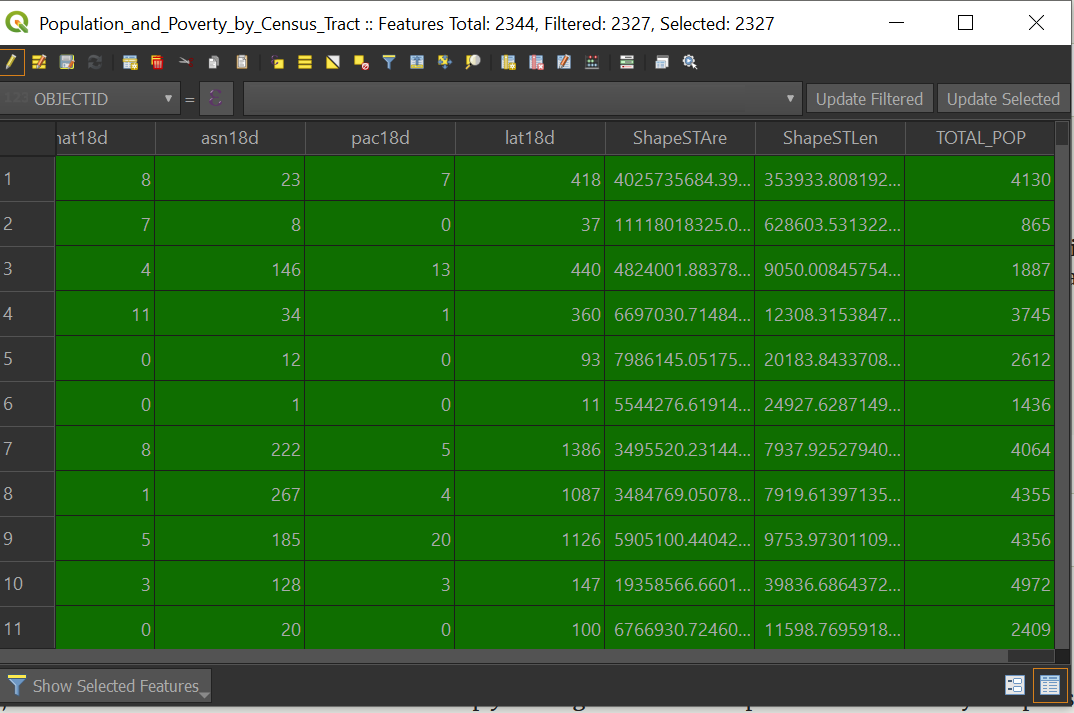 Population_and_Poverty_by_Census_Tract :: Features Total: 2344, Filtered: 2327, Selected: 2327
123 OBJECTID = ε Update Filtered Update Selected
nat18d asn18d pac18d lat18d ShapeSTAre ShapeSTLen TOTAL_POP
1 8 23 7 418 4025735684.39... 353933.808192... 4130
2 7 8 0 37 11118018325.0... 628603.531322... 865
3 4 146 13 440 4824001.88378... 9050.00845754... 1887
4 11 34 1 360 6697030.71484... 12308.3153847... 3745
5 0 12 0 93 7986145.05175... 20183.8433708... 2612
6 0 1 0 11 5544276.61914... 24927.6287149... 1436
7 8 222 5 1386 3495520.23144... 7937.92527940... 4064
8 1 267 4 1087 3484769.05078... 7919.61397135... 4355
9 5 185 20 1126 5905100.44042... 9753.97301109... 4356
10 3 128 3 147 19358566.6601... 39836.6864372... 4972
11 0 20 0 100 6766930.72460... 11598.7695918... 2409
Show Selected Features